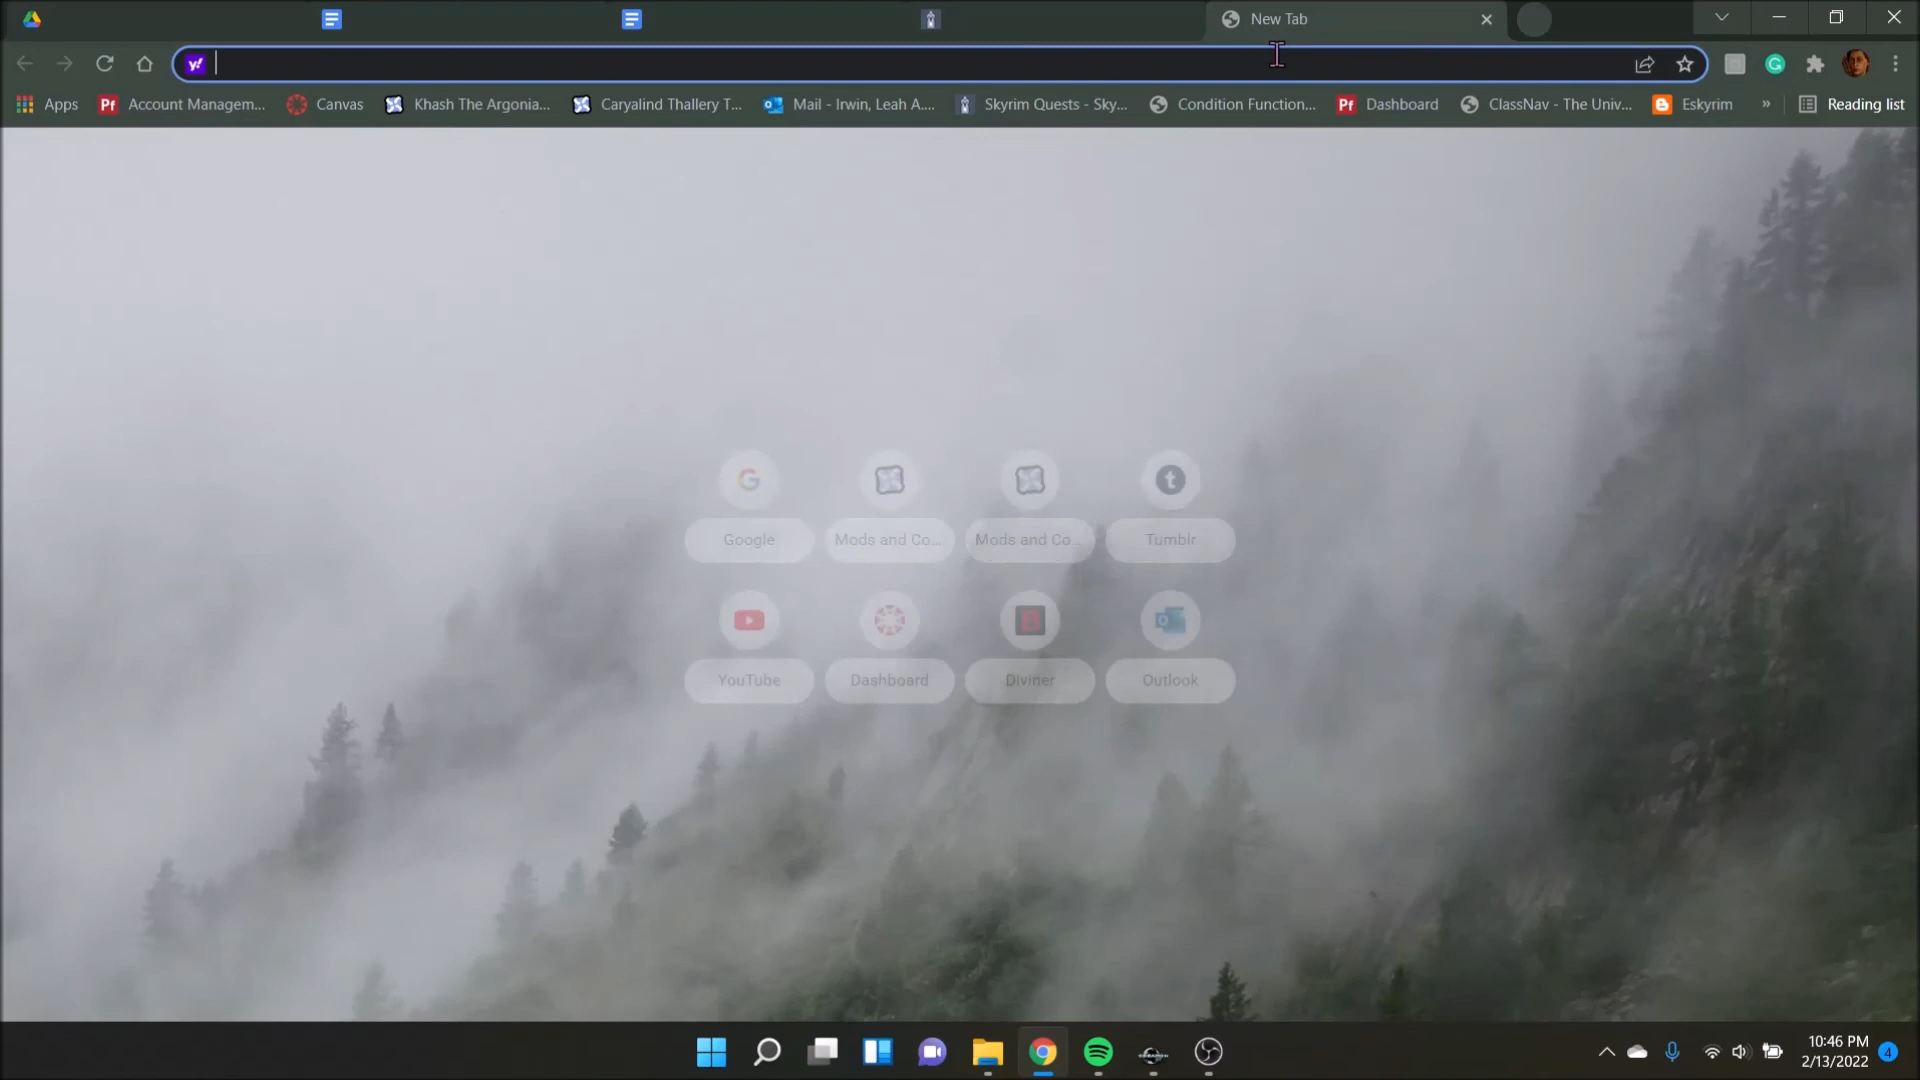 New Tab
y!
Apps
Pf Account Managem...
Canvas
Khash The Argonia...
Caryalind Thallery T...
Mail - Irwin, Leah A....
Skyrim Quests - Sky...
Condition Function...
Pf Dashboard
ClassNav - The Univ...
Eskyrim
»
Reading list
Google
Mods and Co...
Mods and Co...
Tumblr
YouTube
Dashboard
Diviner
Outlook
10:46 PM
2/13/2022
4